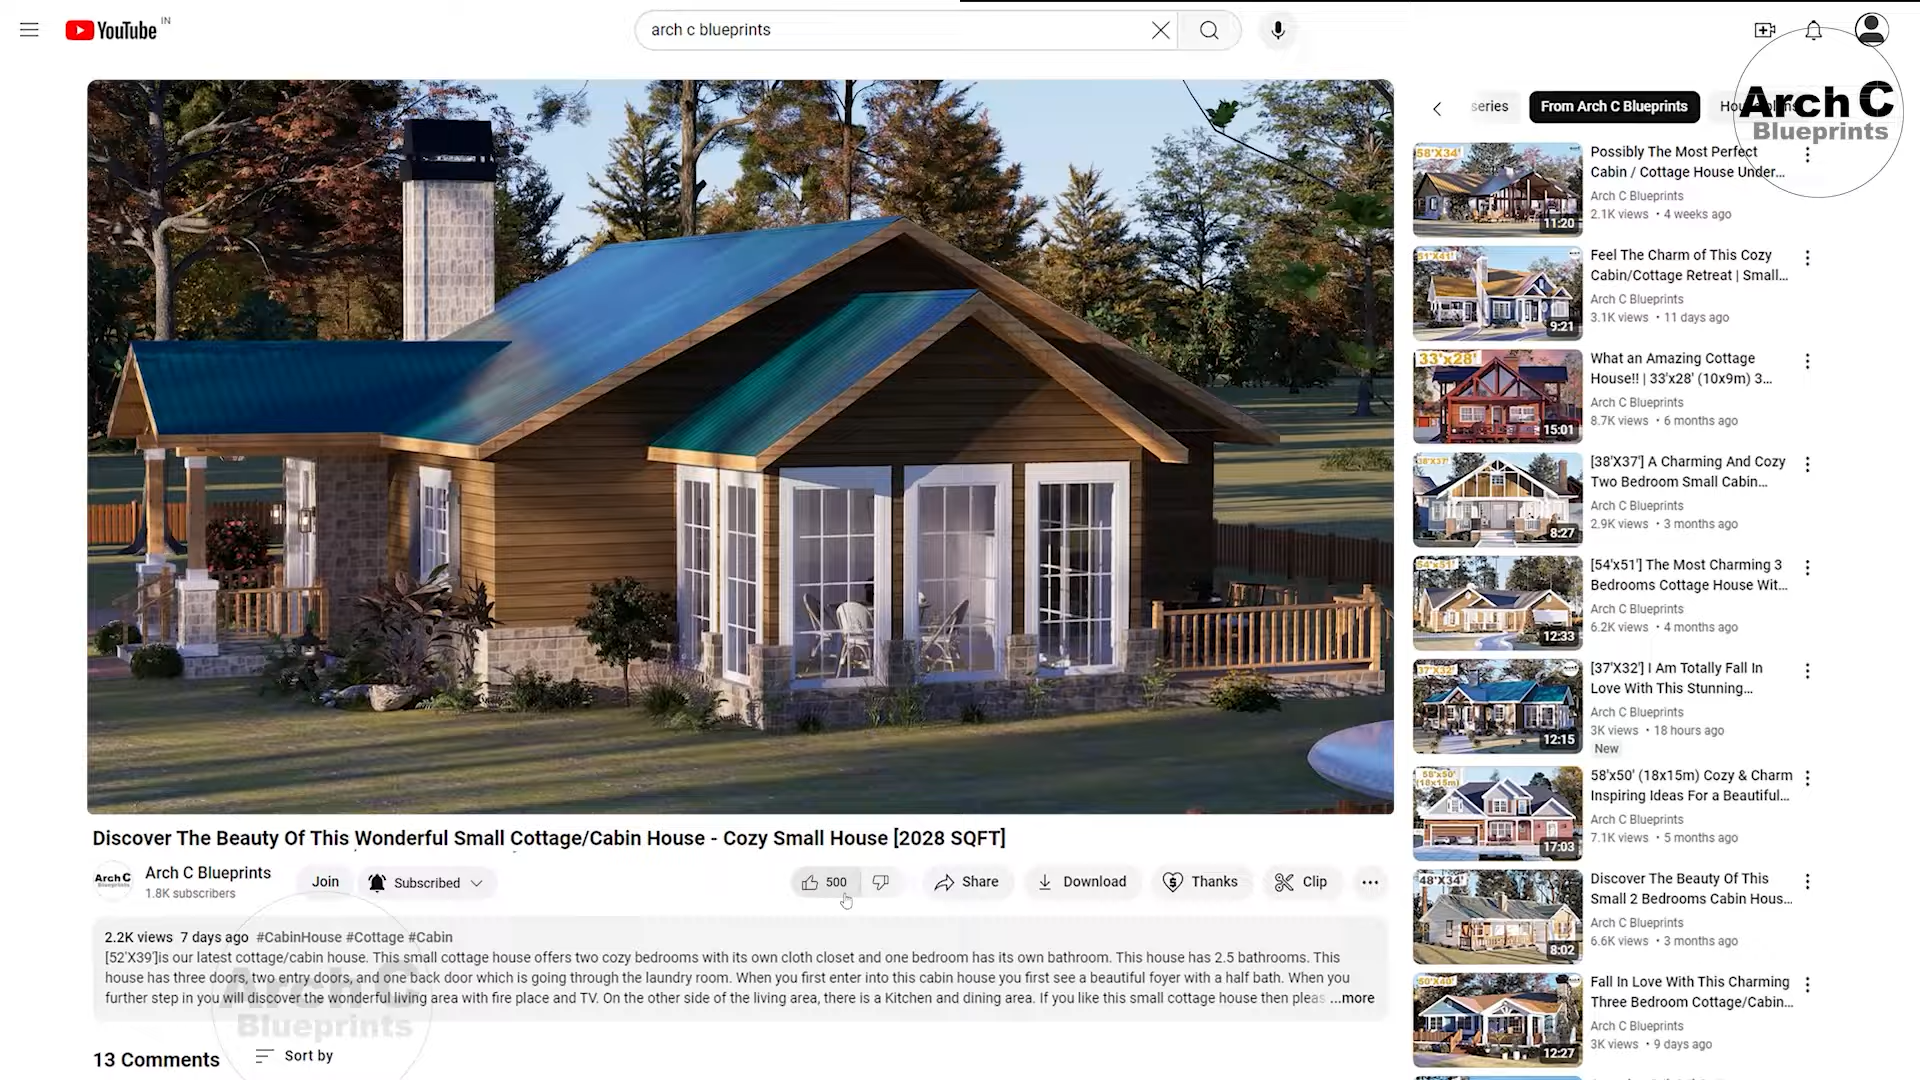 YouTube IN
arch c blueprints
Arch C
Blueprints
series
From Arch C Blueprints
58'X34'
11:20
Possibly The Most Perfect
Cabin / Cottage House Under...
Arch C Blueprints
2.1K views • 4 weeks ago
51'X41'
9:21
Feel The Charm of This Cozy
Cabin/Cottage Retreat | Small...
Arch C Blueprints
3.1K views • 11 days ago
33'x28'
15:01
What an Amazing Cottage
House!! | 33'x28' (10x9m) 3...
Arch C Blueprints
8.7K views • 6 months ago
38'X37'
8:27
[38'X37'] A Charming And Cozy
Two Bedroom Small Cabin...
Arch C Blueprints
2.9K views • 3 months ago
54'x51'
12:33
[54'x51'] The Most Charming 3
Bedrooms Cottage House Wit...
Arch C Blueprints
6.2K views • 4 months ago
37'X32'
12:15
[37'X32'] I Am Totally Fall In
Love With This Stunning...
Arch C Blueprints
3K views • 18 hours ago
New
58'x50'
(18x15m)
17:03
58'x50' (18x15m) Cozy & Charm
Inspiring Ideas For a Beautiful...
Arch C Blueprints
7.1K views • 5 months ago
48'X34'
8:02
Discover The Beauty Of This
Small 2 Bedrooms Cabin Hous...
Arch C Blueprints
6.6K views • 3 months ago
50'X40'
12:27
Fall In Love With This Charming
Three Bedroom Cottage/Cabin...
Arch C Blueprints
3K views • 9 days ago
Discover The Beauty Of This Wonderful Small Cottage/Cabin House - Cozy Small House [2028 SQFT]
Arch C
Blueprints
Arch C Blueprints
1.8K subscribers
Join
Subscribed
500
Share
Download
Thanks
Clip
2.2K views 7 days ago #CabinHouse #Cottage #Cabin
[52'X39']is our latest cottage/cabin house. This small cottage house offers two cozy bedrooms with its own cloth closet and one bedroom has its own bathroom. This house has 2.5 bathrooms. This
house has three doors, two entry doors and one back door which is going through the laundry room. When you first enter into this cabin house you first see a beautiful foyer with a half bath. When you
further step in you will discover the wonderful living area with fire place and TV. On the other side of the living area, there is a Kitchen and dining area. If you like this small cottage house then pleas ...more
Arch C
Blueprints
13 Comments
Sort by